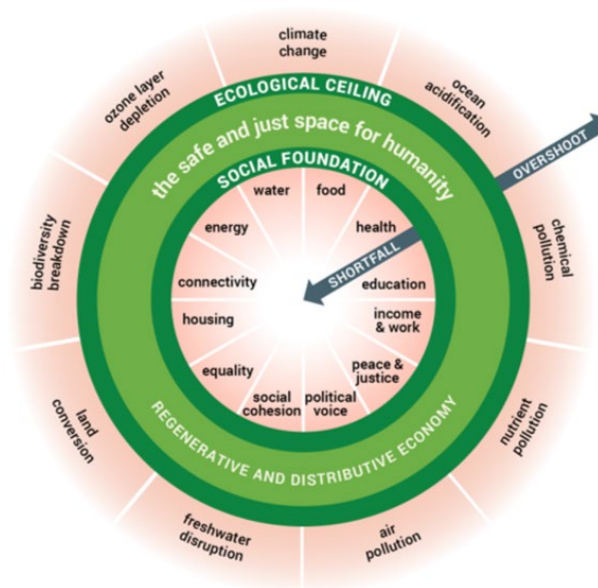 climate
change
ozone layer
depletion
ocean
acidification
ECOLOGICAL CEILING
OVERSHOOT
the safe and just space for humanity
SOCIAL FOUNDATION
water
food
energy
health
SHORTFALL
biodiversity
breakdown
chemical
pollution
connectivity
education
housing
income
& work
equality
peace &
justice
social
cohesion
political
voice
land
conversion
nutrient
pollution
REGENERATIVE AND DISTRIBUTIVE ECONOMY
freshwater
disruption
air
pollution